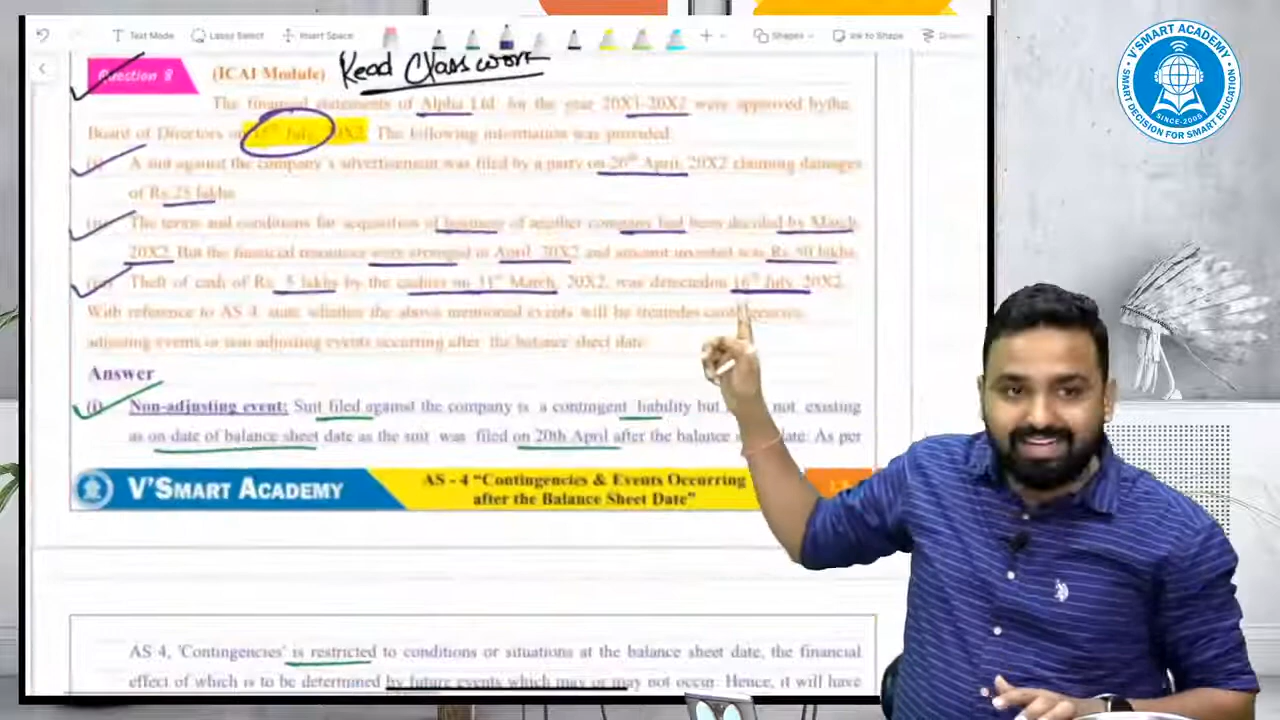 Text Mode Lasso Select Insert Space Shapes Ink to Shape
Question 8 (ICAI Module) Read Classwork
The financial statements of Alpha Ltd. for the year 20X1-20X2 were approved bythe
Board of Directors on 15th July, 20X2. The following information was provided:
(i) A suit against the company's advertisement was filed by a party on 20th April, 20X2 claiming damages
of Rs.25 lakhs.
The terms and conditions for acquisition of business of another company had been decided by March,
20X2. But the financial resources were arranged in April, 20X2 and amount invested was Rs. 50 lakhs.
Theft of cash of Rs. 5 lakhs by the cashier on 31st March, 20X2, was detectedon 16th July, 20X2.
With reference to AS 4, state whether the above mentioned events will be treatedas contingencies,
adjusting events or non-adjusting events occurring after the balance sheet date.
Answer
(i) Non-adjusting event: Suit filed against the company is a contingent liability but not existing
as on date of balance sheet date as the suit was filed on 20th April after the balance date. As per
V'SMART ACADEMY
AS - 4 "Contingencies & Events Occurring
after the Balance Sheet Date"
AS 4, 'Contingencies' is restricted to conditions or situations at the balance sheet date, the financial
effect of which is to be determined by future events which may or may not occur. Hence, it will have
V'SMART ACADEMY
SINCE-2005
SMART DECISION FOR SMART EDUCATION